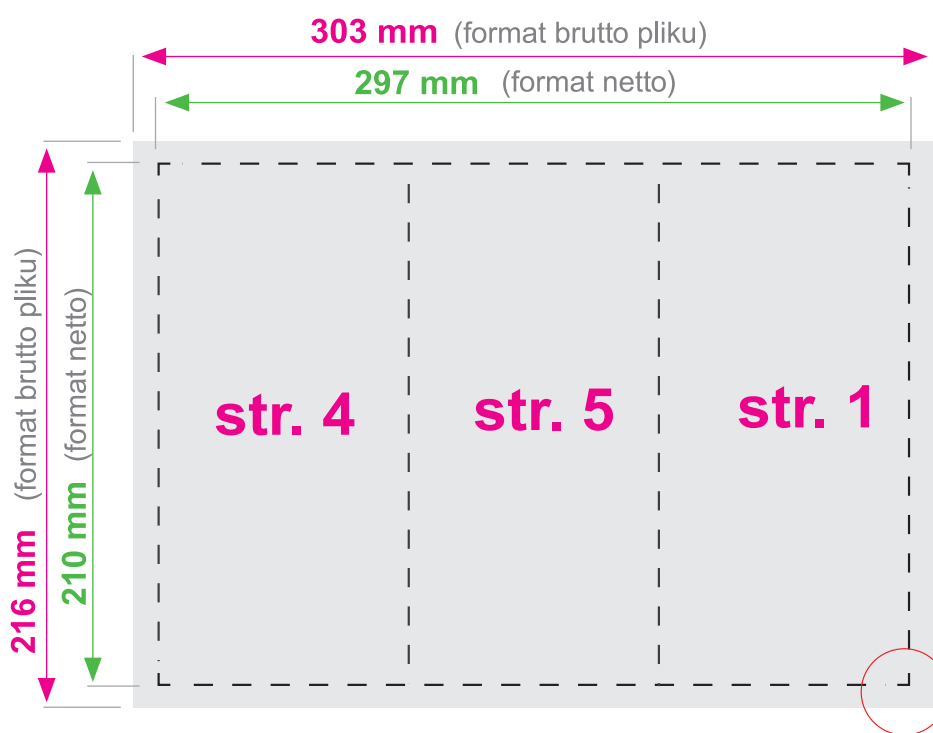 303 mm (format brutto pliku)
297 mm (format netto)
216 mm (format brutto pliku)
210 mm (format netto)
str. 4
str. 5
str. 1